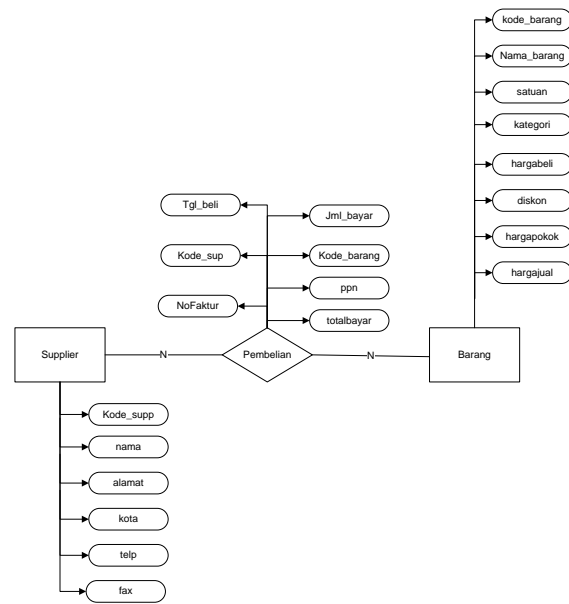 kode_barang
Nama_barang
satuan
kategori
hargabeli
diskon
hargapokok
hargajual
Tgl_beli
Jml_bayar
Kode_sup
Kode_barang
ppn
NoFaktur
totalbayar
Supplier
N
Pembelian
N
Barang
Kode_supp
nama
alamat
kota
telp
fax